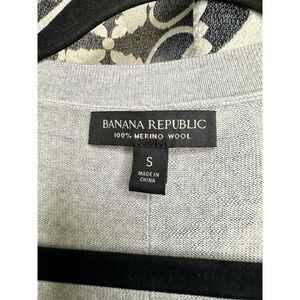 BANANA REPUBLIC
100% MERINO WOOL
S
MADE IN
CHINA